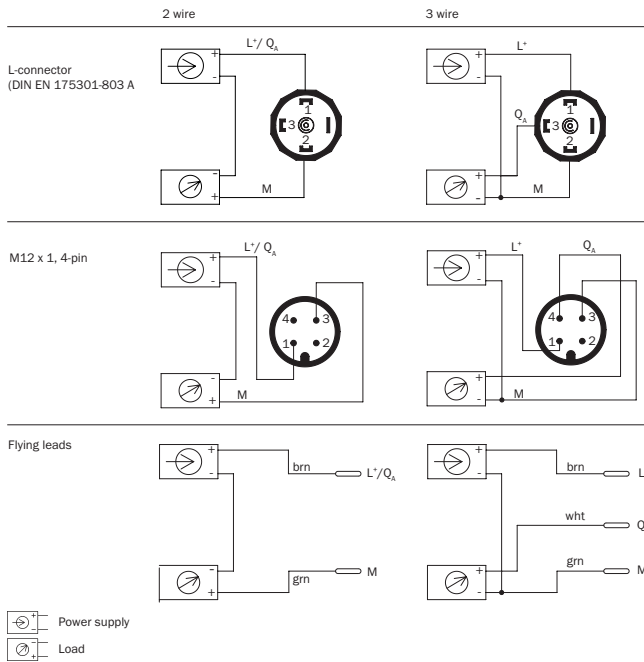 2 wire
3 wire
L-connector
(DIN EN 175301-803 A
+
-
L+/ QA
1
3
2
-
+
M
+
-
L+
QA
1
3
2
+
-
M
M12 x 1, 4-pin
+
-
L+/ QA
4
3
1
2
-
+
M
+
-
L+
QA
4
3
1
2
+
-
M
Flying leads
+
-
brn
L+/QA
-
+
grn
M
+
-
brn
L
wht
Q
+
-
grn
M
+
-
Power supply
-
+
Load